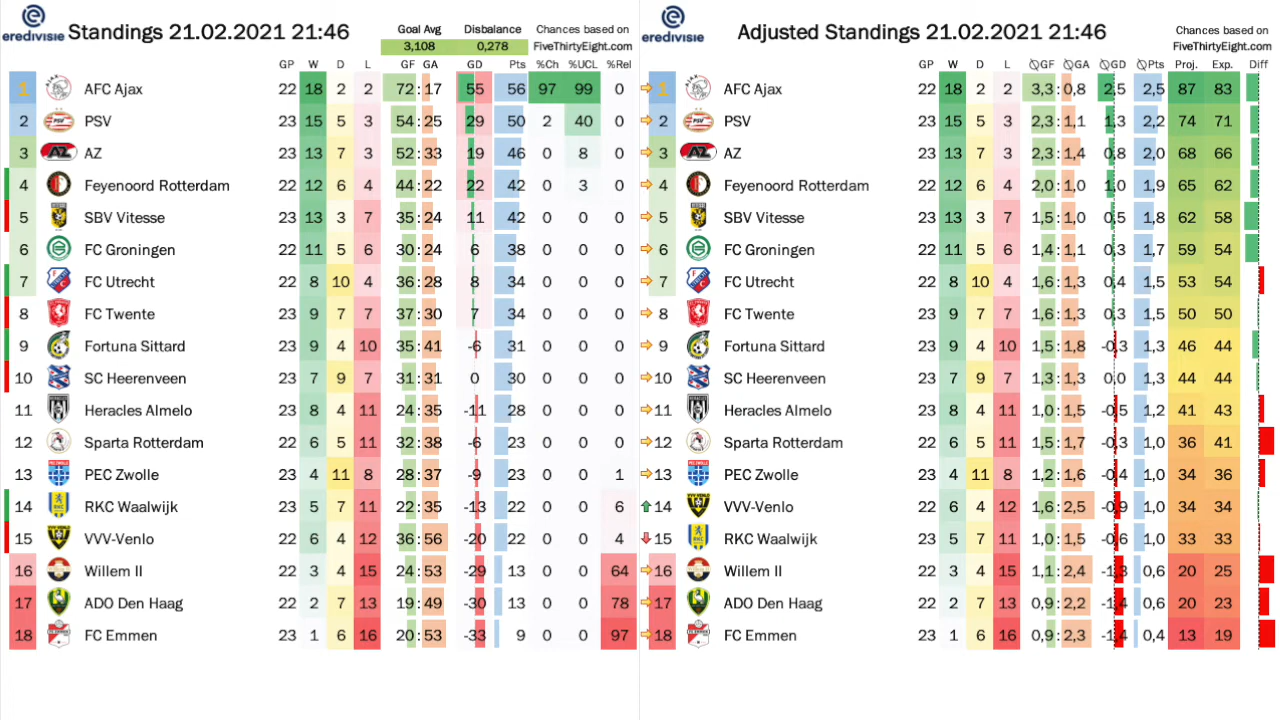 eredivisie Standings 21.02.2021 21:46
Goal Avg Disbalance Chances based on
3,108 0,278 FiveThirtyEight.com
GP W D L GF GA GD Pts %Ch %UCL %Rel
1 AFC Ajax 22 18 2 2 72 : 17 55 56 97 99 0
2 PSV 23 15 5 3 54 : 25 29 50 2 40 0
3 AZ 23 13 7 3 52 : 33 19 46 0 8 0
4 Feyenoord Rotterdam 22 12 6 4 44 : 22 22 42 0 3 0
5 SBV Vitesse 23 13 3 7 35 : 24 11 42 0 0 0
6 FC Groningen 22 11 5 6 30 : 24 6 38 0 0 0
7 FC Utrecht 22 8 10 4 36 : 28 8 34 0 0 0
8 FC Twente 23 9 7 7 37 : 30 7 34 0 0 0
9 Fortuna Sittard 23 9 4 10 35 : 41 -6 31 0 0 0
10 SC Heerenveen 23 7 9 7 31 : 31 0 30 0 0 0
11 Heracles Almelo 23 8 4 11 24 : 35 -11 28 0 0 0
12 Sparta Rotterdam 22 6 5 11 32 : 38 -6 23 0 0 0
13 PEC Zwolle 23 4 11 8 28 : 37 -9 23 0 0 1
14 RKC Waalwijk 23 5 7 11 22 : 35 -13 22 0 0 6
15 VVV-Venlo 22 6 4 12 36 : 56 -20 22 0 0 4
16 Willem II 22 3 4 15 24 : 53 -29 13 0 0 64
17 ADO Den Haag 22 2 7 13 19 : 49 -30 13 0 0 78
18 FC Emmen 23 1 6 16 20 : 53 -33 9 0 0 97
eredivisie Adjusted Standings 21.02.2021 21:46
Chances based on
FiveThirtyEight.com
GP W D L ∅GF ∅GA ∅GD ∅Pts Proj. Exp. Diff
1 AFC Ajax 22 18 2 2 3,3 : 0,8 2,5 2,5 87 83
2 PSV 23 15 5 3 2,3 : 1,1 1,3 2,2 74 71
3 AZ 23 13 7 3 2,3 : 1,4 0,8 2,0 68 66
4 Feyenoord Rotterdam 22 12 6 4 2,0 : 1,0 1,0 1,9 65 62
5 SBV Vitesse 23 13 3 7 1,5 : 1,0 0,5 1,8 62 58
6 FC Groningen 22 11 5 6 1,4 : 1,1 0,3 1,7 59 54
7 FC Utrecht 22 8 10 4 1,6 : 1,3 0,4 1,5 53 54
8 FC Twente 23 9 7 7 1,6 : 1,3 0,3 1,5 50 50
9 Fortuna Sittard 23 9 4 10 1,5 : 1,8 -0,3 1,3 46 44
10 SC Heerenveen 23 7 9 7 1,3 : 1,3 0,0 1,3 44 44
11 Heracles Almelo 23 8 4 11 1,0 : 1,5 -0,5 1,2 41 43
12 Sparta Rotterdam 22 6 5 11 1,5 : 1,7 -0,3 1,0 36 41
13 PEC Zwolle 23 4 11 8 1,2 : 1,6 -0,4 1,0 34 36
14 VVV-Venlo 22 6 4 12 1,6 : 2,5 -0,9 1,0 34 34
15 RKC Waalwijk 23 5 7 11 1,0 : 1,5 -0,6 1,0 33 33
16 Willem II 22 3 4 15 1,1 : 2,4 -1,3 0,6 20 25
17 ADO Den Haag 22 2 7 13 0,9 : 2,2 -1,4 0,6 20 23
18 FC Emmen 23 1 6 16 0,9 : 2,3 -1,4 0,4 13 19